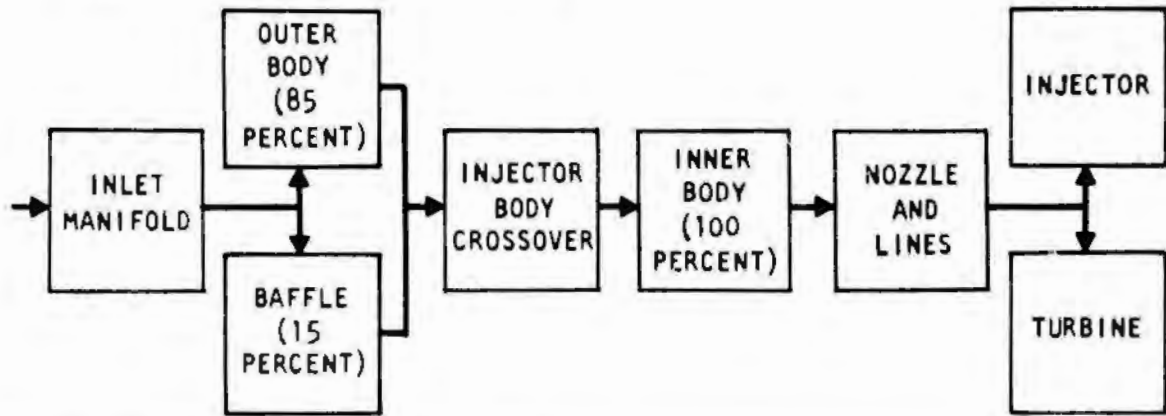 INLET
MANIFOLD
OUTER
BODY
(85
PERCENT)
BAFFLE
(15
PERCENT)
INJECTOR
BODY
CROSSOVER
INNER
BODY
(100
PERCENT)
NOZZLE
AND
LINES
INJECTOR
TURBINE